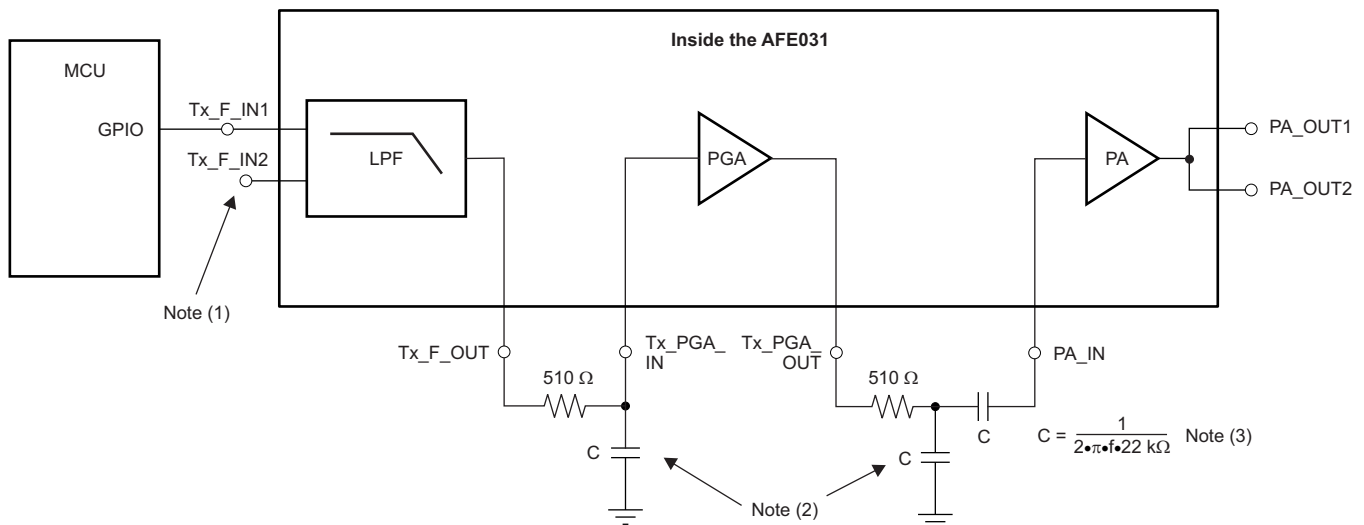 Inside the AFE031
MCU
GPIO
Tx_F_IN1
Tx_F_IN2
LPF
PGA
PA
PA_OUT1
PA_OUT2
Note (1)
Tx_F_OUT
Tx_PGA_
IN
Tx_PGA_
OUT
PA_IN
510 Ω
510 Ω
C
C
C
C = 1
2•π•f•22 kΩ
Note (3)
Note (2)